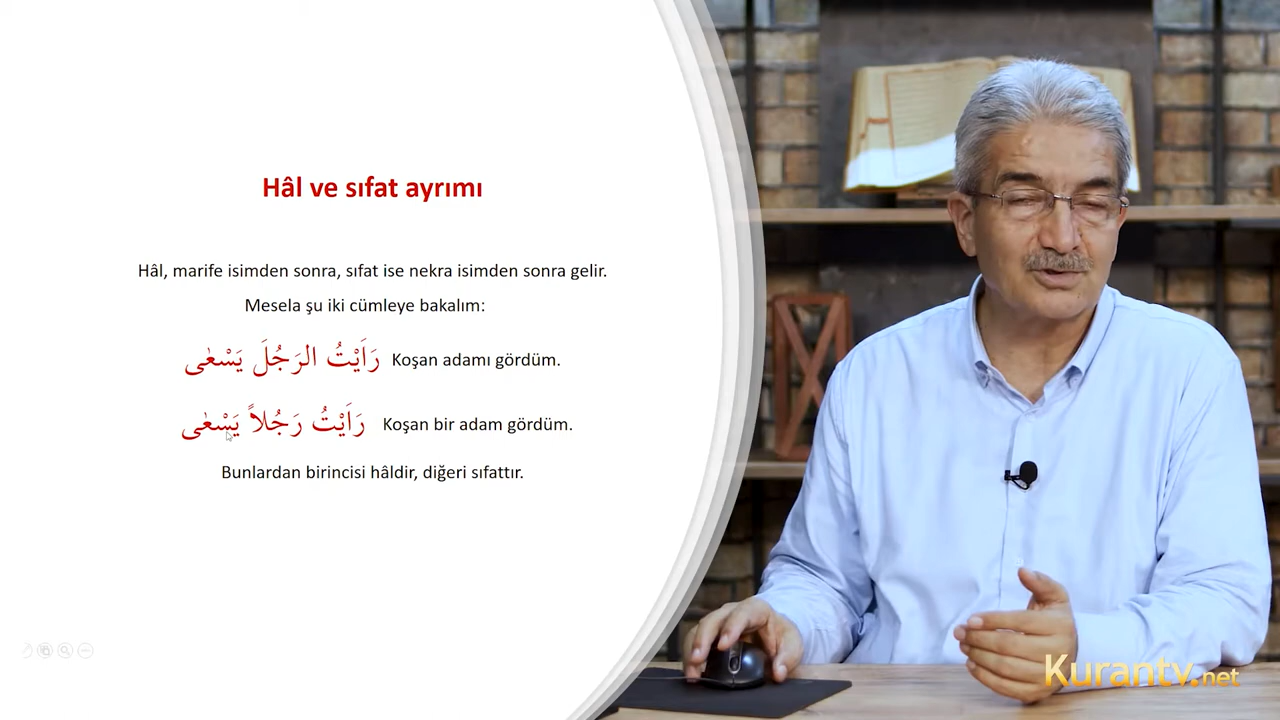 Hâl ve sıfat ayrımı
Hâl, marife isimden sonra, sıfat ise nekra isimden sonra gelir.
Mesela şu iki cümleye bakalım:
رَاَيْتُ الرَجُلَ يَسْعٰى Koşan adamı gördüm.
رَاَيْتُ رَجُلاً يَسْعٰى Koşan bir adam gördüm.
Bunlardan birincisi hâldir, diğeri sıfattır.
Kurantv.net